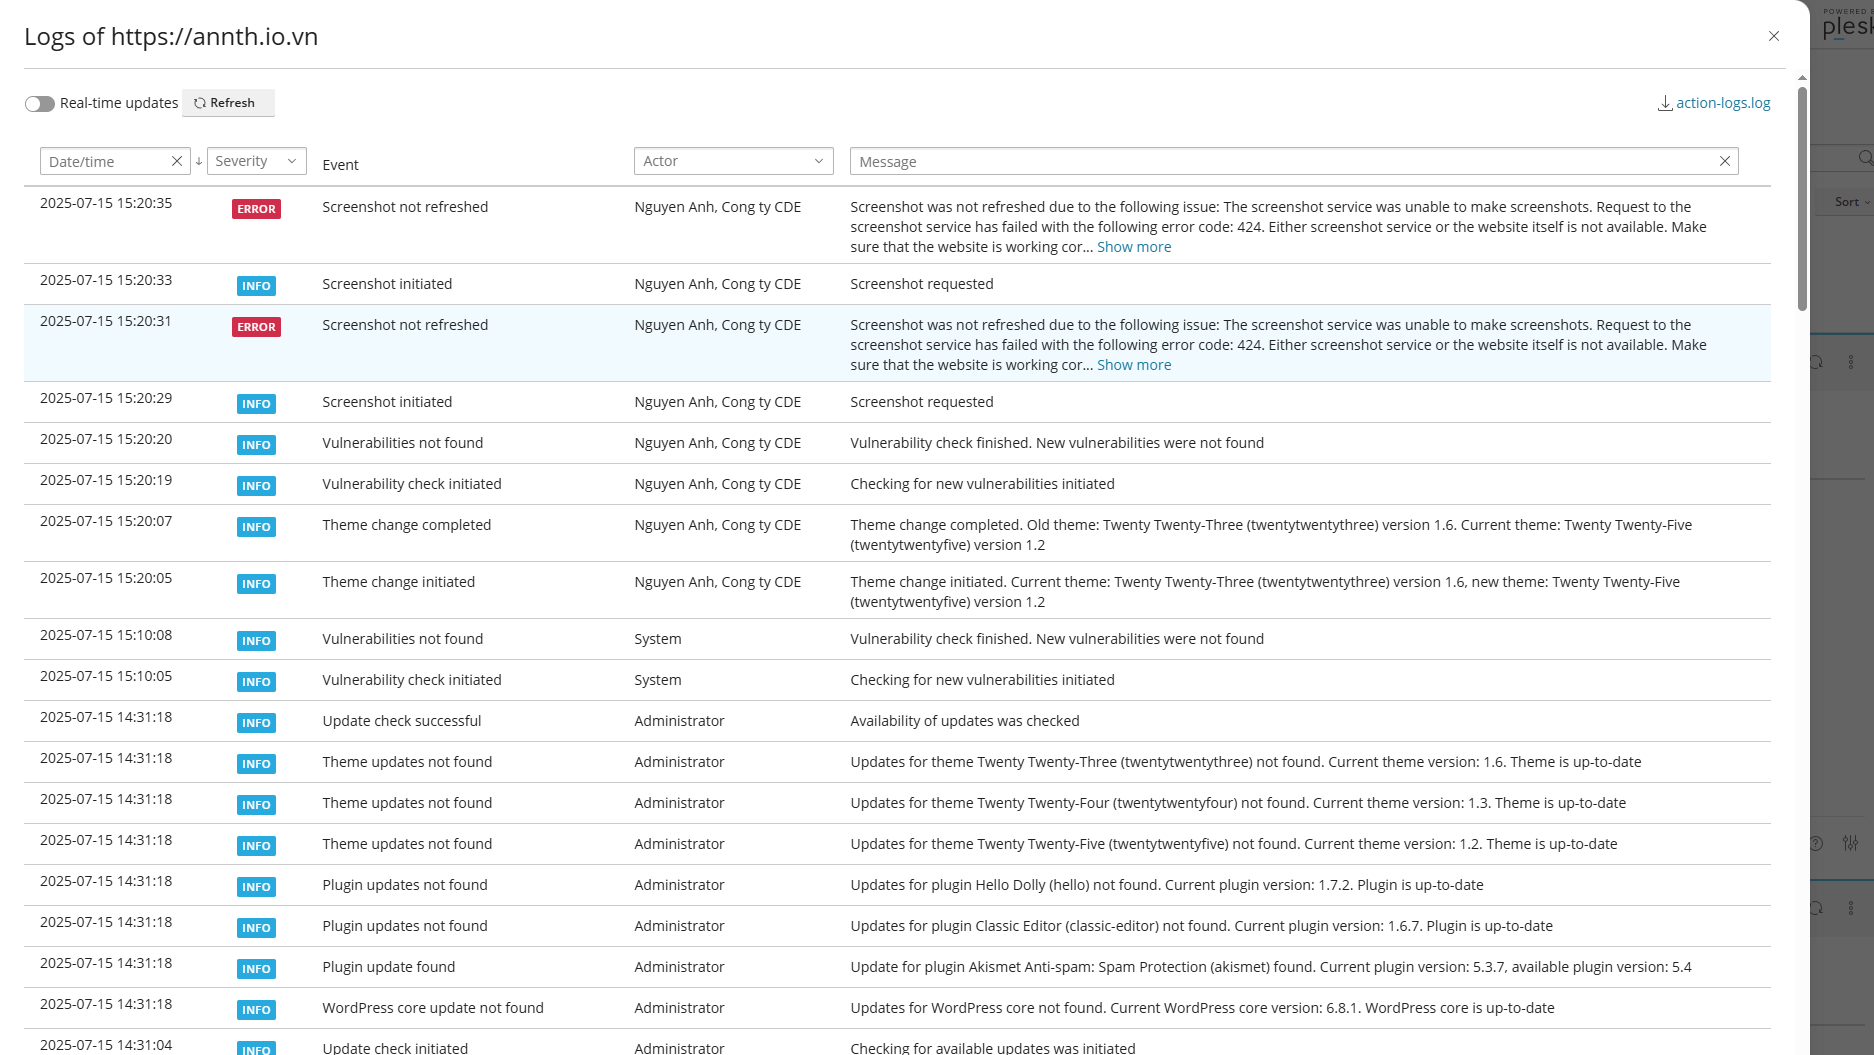 Logs of https://annth.io.vn
POWERED
plesk
Real-time updates
Refresh
action-logs.log
Date/time
Severity
Event
Actor
Message
Sort
2025-07-15 15:20:35 ERROR Screenshot not refreshed Nguyen Anh, Cong ty CDE Screenshot was not refreshed due to the following issue: The screenshot service was unable to make screenshots. Request to the
screenshot service has failed with the following error code: 424. Either screenshot service or the website itself is not available. Make
sure that the website is working cor... Show more
2025-07-15 15:20:33 INFO Screenshot initiated Nguyen Anh, Cong ty CDE Screenshot requested
2025-07-15 15:20:31 ERROR Screenshot not refreshed Nguyen Anh, Cong ty CDE Screenshot was not refreshed due to the following issue: The screenshot service was unable to make screenshots. Request to the
screenshot service has failed with the following error code: 424. Either screenshot service or the website itself is not available. Make
sure that the website is working cor... Show more
2025-07-15 15:20:29 INFO Screenshot initiated Nguyen Anh, Cong ty CDE Screenshot requested
2025-07-15 15:20:20 INFO Vulnerabilities not found Nguyen Anh, Cong ty CDE Vulnerability check finished. New vulnerabilities were not found
2025-07-15 15:20:19 INFO Vulnerability check initiated Nguyen Anh, Cong ty CDE Checking for new vulnerabilities initiated
2025-07-15 15:20:07 INFO Theme change completed Nguyen Anh, Cong ty CDE Theme change completed. Old theme: Twenty Twenty-Three (twentytwentythree) version 1.6. Current theme: Twenty Twenty-Five
(twentytwentyfive) version 1.2
2025-07-15 15:20:05 INFO Theme change initiated Nguyen Anh, Cong ty CDE Theme change initiated. Current theme: Twenty Twenty-Three (twentytwentythree) version 1.6, new theme: Twenty Twenty-Five
(twentytwentyfive) version 1.2
2025-07-15 15:10:08 INFO Vulnerabilities not found System Vulnerability check finished. New vulnerabilities were not found
2025-07-15 15:10:05 INFO Vulnerability check initiated System Checking for new vulnerabilities initiated
2025-07-15 14:31:18 INFO Update check successful Administrator Availability of updates was checked
2025-07-15 14:31:18 INFO Theme updates not found Administrator Updates for theme Twenty Twenty-Three (twentytwentythree) not found. Current theme version: 1.6. Theme is up-to-date
2025-07-15 14:31:18 INFO Theme updates not found Administrator Updates for theme Twenty Twenty-Four (twentytwentyfour) not found. Current theme version: 1.3. Theme is up-to-date
2025-07-15 14:31:18 INFO Theme updates not found Administrator Updates for theme Twenty Twenty-Five (twentytwentyfive) not found. Current theme version: 1.2. Theme is up-to-date
2025-07-15 14:31:18 INFO Plugin updates not found Administrator Updates for plugin Hello Dolly (hello) not found. Current plugin version: 1.7.2. Plugin is up-to-date
2025-07-15 14:31:18 INFO Plugin updates not found Administrator Updates for plugin Classic Editor (classic-editor) not found. Current plugin version: 1.6.7. Plugin is up-to-date
2025-07-15 14:31:18 INFO Plugin update found Administrator Update for plugin Akismet Anti-spam: Spam Protection (akismet) found. Current plugin version: 5.3.7, available plugin version: 5.4
2025-07-15 14:31:18 INFO WordPress core update not found Administrator Updates for WordPress core not found. Current WordPress core version: 6.8.1. WordPress core is up-to-date
2025-07-15 14:31:04 INFO Update check initiated Administrator Checking for available updates was initiated